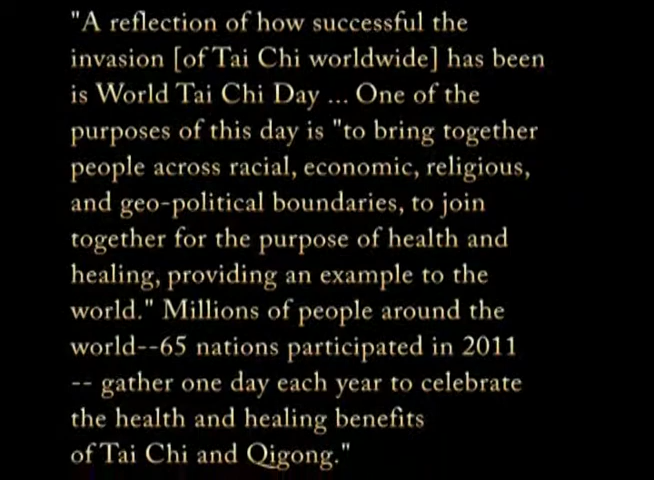 "A reflection of how successful the
invasion [of Tai Chi worldwide] has been
is World Tai Chi Day ... One of the
purposes of this day is "to bring together
people across racial, economic, religious,
and geo-political boundaries, to join
together for the purpose of health and
healing, providing an example to the
world." Millions of people around the
world--65 nations participated in 2011
-- gather one day each year to celebrate
the health and healing benefits
of Tai Chi and Qigong."